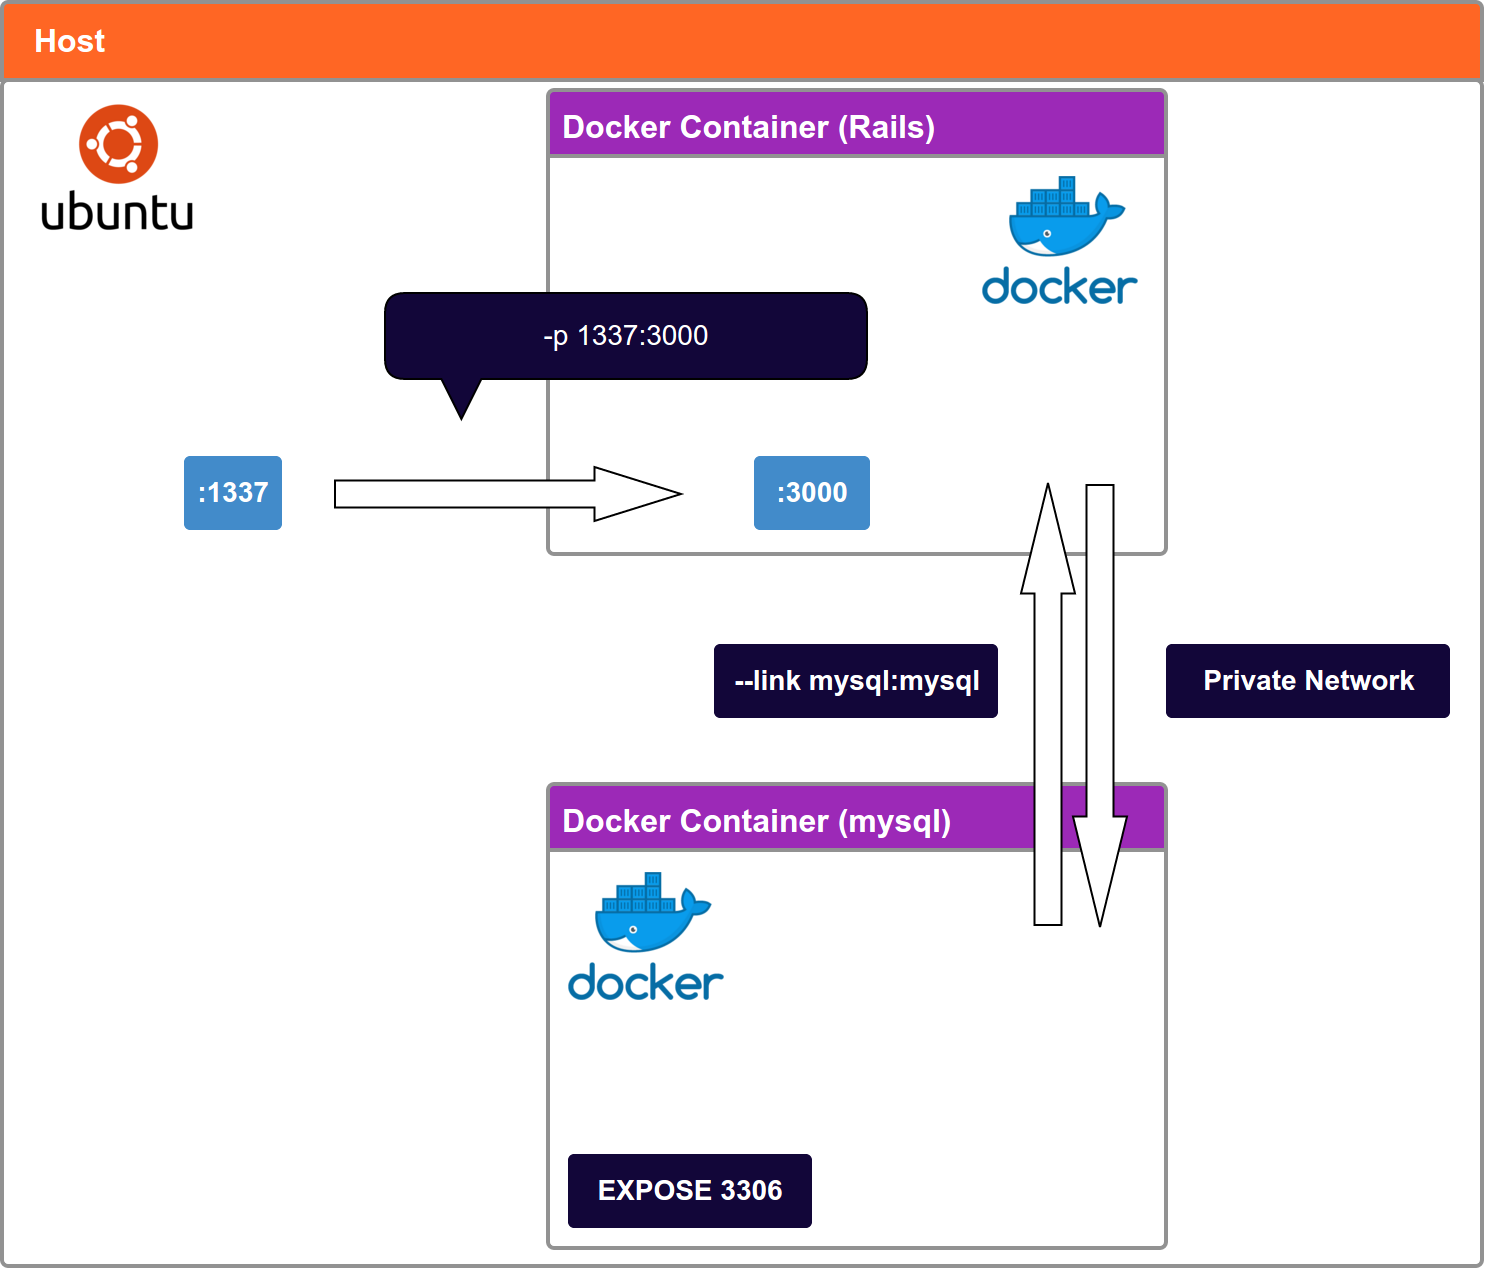 Host
ubuntu
Docker Container (Rails)
docker
-p 1337:3000
:1337
:3000
--link mysql:mysql
Private Network
Docker Container (mysql)
docker
EXPOSE 3306